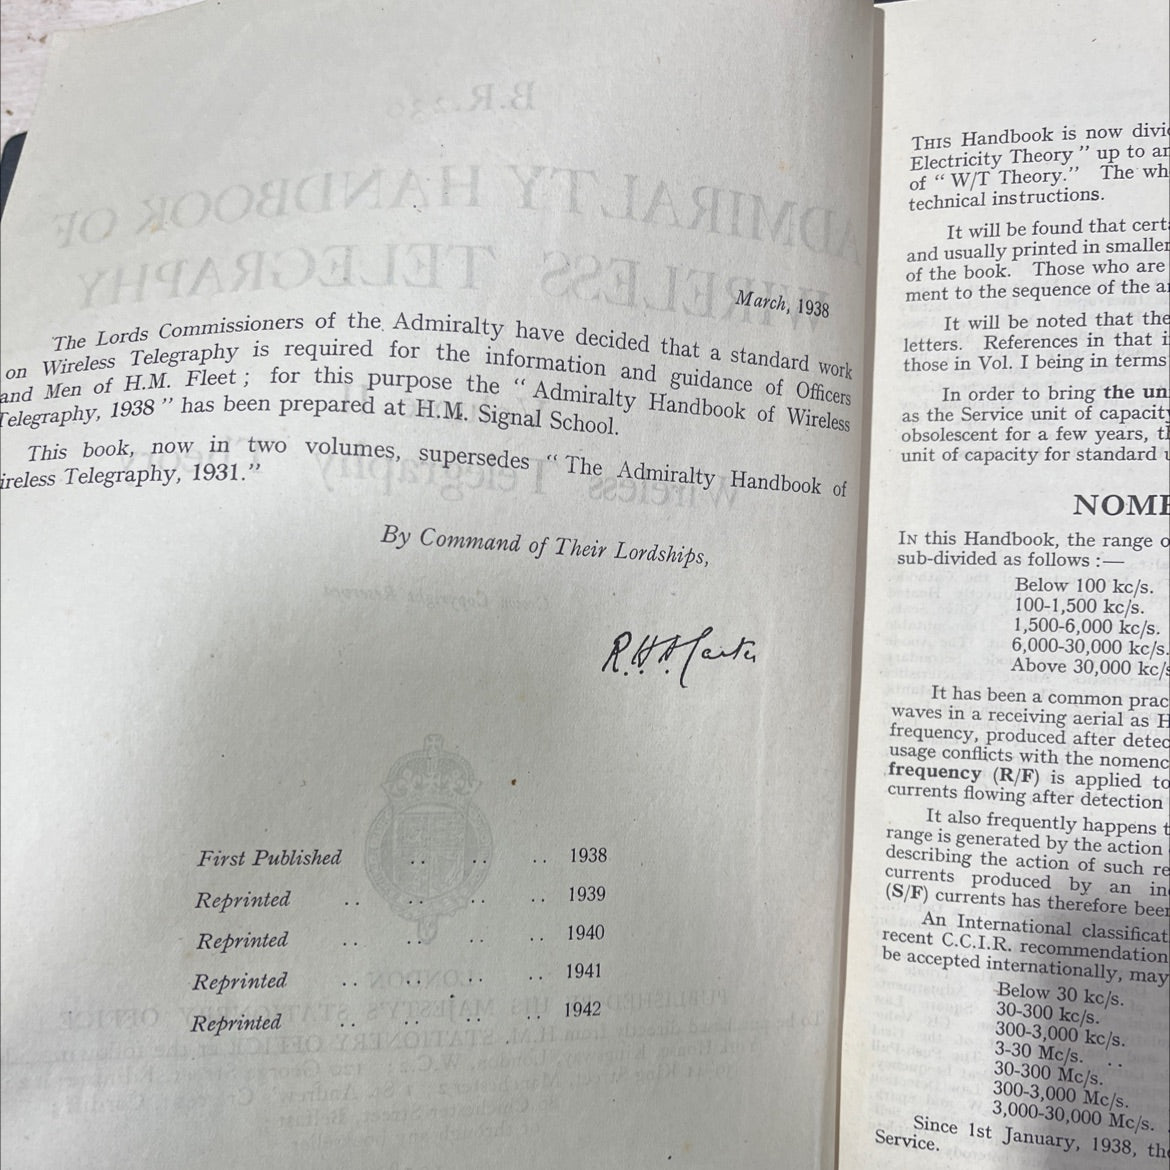 March, 1938
The Lords Commissioners of the Admiralty have decided that a standard work
on Wireless Telegraphy is required for the information and guidance of Officers
and Men of H.M. Fleet ; for this purpose the “ Admiralty Handbook of Wireless
Telegraphy, 1938 ” has been prepared at H.M. Signal School.
This book, now in two volumes, supersedes “ The Admiralty Handbook of
ireless Telegraphy, 1931.”
By Command of Their Lordships,
R.H.A. Carter
First Published .. .. .. 1938
Reprinted .. .. .. .. 1939
Reprinted .. .. .. .. 1940
Reprinted .. .. .. .. 1941
Reprinted .. .. .. .. 1942
THIS Handbook is now divi
Electricity Theory ” up to an
of “ W/T Theory.” The wh
technical instructions.
It will be found that certa
and usually printed in smaller
of the book. Those who are
ment to the sequence of the a
It will be noted that the
letters. References in that i
those in Vol. I being in terms
In order to bring the un
as the Service unit of capacity
obsolescent for a few years, t
unit of capacity for standard u
NOME
IN this Handbook, the range o
sub-divided as follows :—
Below 100 kc/s.
100-1,500 kc/s.
1,500-6,000 kc/s.
6,000-30,000 kc/s.
Above 30,000 kc/s
It has been a common prac
waves in a receiving aerial as H
frequency, produced after detec
usage conflicts with the nomenc
frequency (R/F) is applied to
currents flowing after detection
It also frequently happens t
range is generated by the action
describing the action of such re
currents produced by an in
(S/F) currents has therefore been
An International classificat
recent C.C.I.R. recommendation
be accepted internationally, may
Below 30 kc/s.
30-300 kc/s.
300-3,000 kc/s.
3-30 Mc/s. ..
30-300 Mc/s.
300-3,000 Mc/s.
3,000-30,000 Mc/s.
Since 1st January, 1938, th
Service.